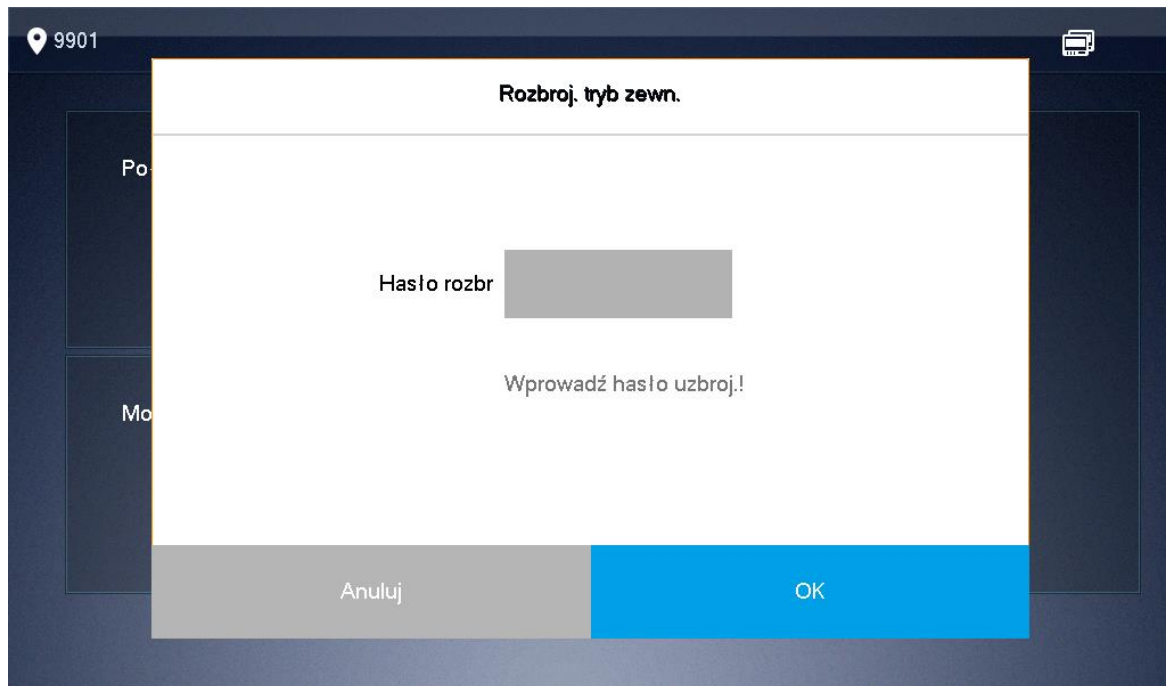 9901
Rozbroj. tryb zewn.
Po
Hasło rozbr
Wprowadź hasło uzbroj.!
Mo
Anuluj
OK